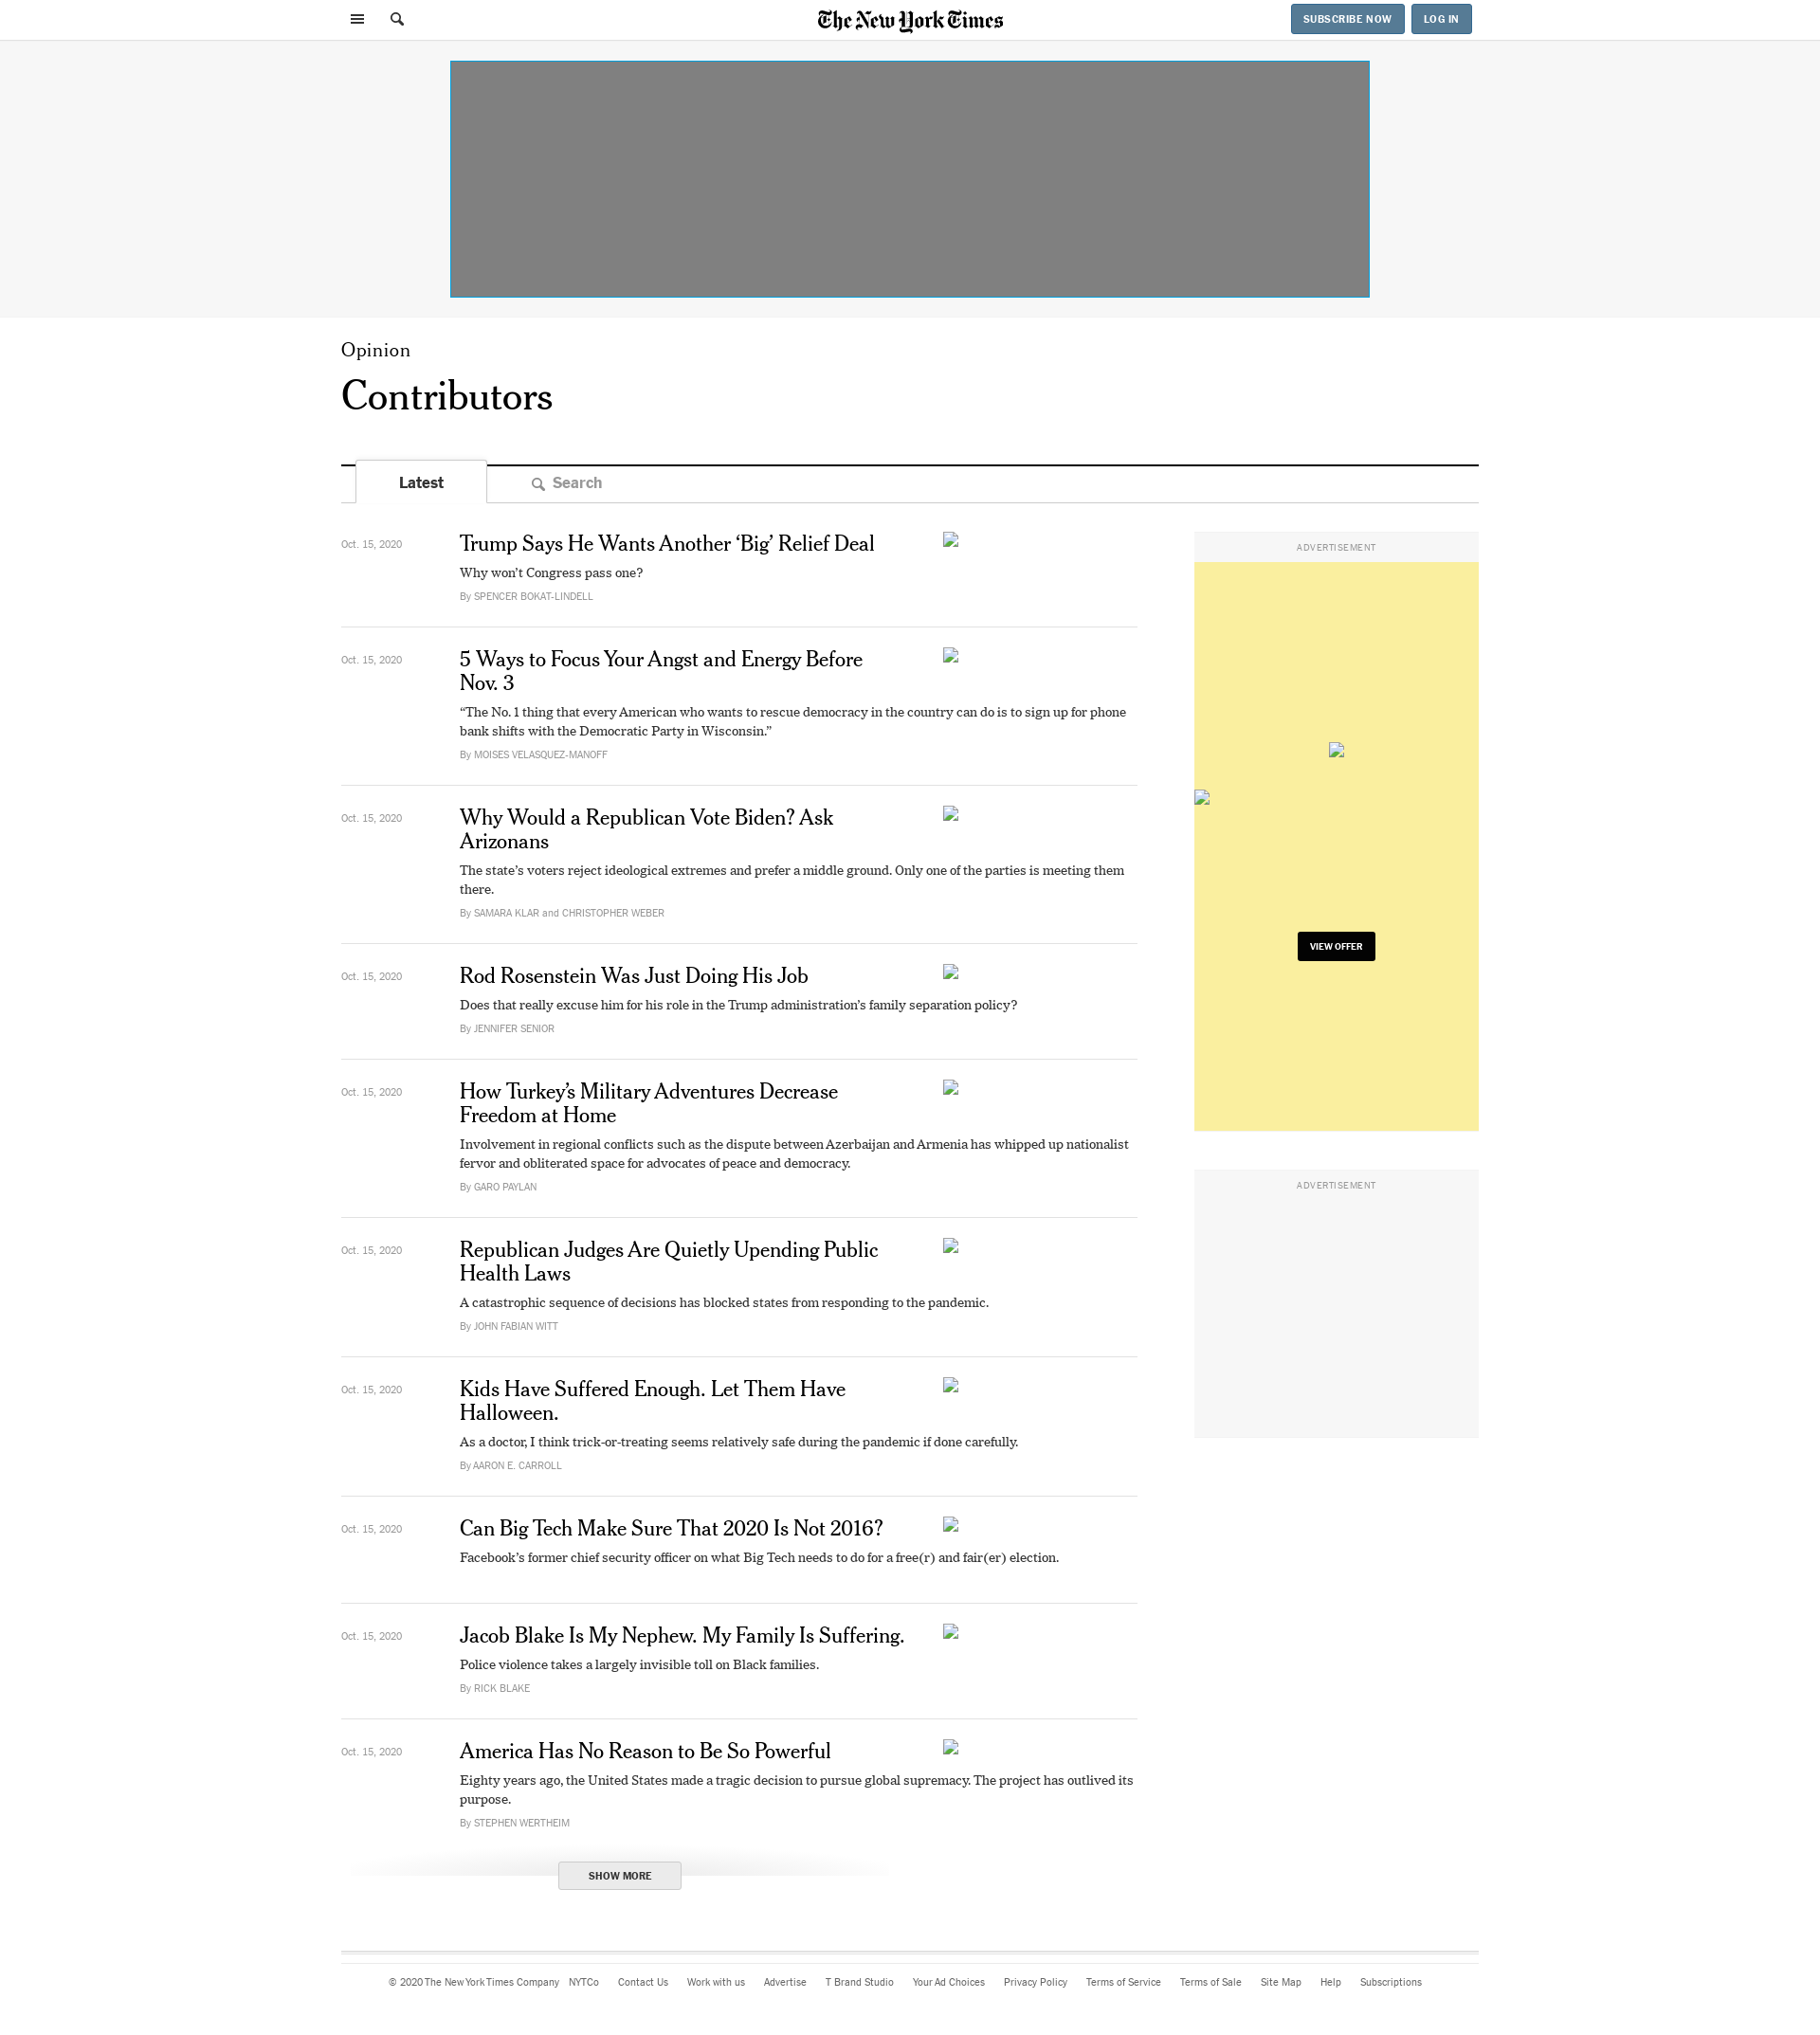 The New York Times
SUBSCRIBE NOW
LOG IN
Opinion
Contributors
Latest
Search
Oct. 15, 2020
Trump Says He Wants Another ‘Big’ Relief Deal
Why won’t Congress pass one?
By SPENCER BOKAT-LINDELL
Oct. 15, 2020
5 Ways to Focus Your Angst and Energy Before
Nov. 3
“The No. 1 thing that every American who wants to rescue democracy in the country can do is to sign up for phone
bank shifts with the Democratic Party in Wisconsin.”
By MOISES VELASQUEZ-MANOFF
Oct. 15, 2020
Why Would a Republican Vote Biden? Ask
Arizonans
The state’s voters reject ideological extremes and prefer a middle ground. Only one of the parties is meeting them
there.
By SAMARA KLAR and CHRISTOPHER WEBER
Oct. 15, 2020
Rod Rosenstein Was Just Doing His Job
Does that really excuse him for his role in the Trump administration’s family separation policy?
By JENNIFER SENIOR
Oct. 15, 2020
How Turkey’s Military Adventures Decrease
Freedom at Home
Involvement in regional conflicts such as the dispute between Azerbaijan and Armenia has whipped up nationalist
fervor and obliterated space for advocates of peace and democracy.
By GARO PAYLAN
Oct. 15, 2020
Republican Judges Are Quietly Upending Public
Health Laws
A catastrophic sequence of decisions has blocked states from responding to the pandemic.
By JOHN FABIAN WITT
Oct. 15, 2020
Kids Have Suffered Enough. Let Them Have
Halloween.
As a doctor, I think trick-or-treating seems relatively safe during the pandemic if done carefully.
By AARON E. CARROLL
Oct. 15, 2020
Can Big Tech Make Sure That 2020 Is Not 2016?
Facebook’s former chief security officer on what Big Tech needs to do for a free(r) and fair(er) election.
Oct. 15, 2020
Jacob Blake Is My Nephew. My Family Is Suffering.
Police violence takes a largely invisible toll on Black families.
By RICK BLAKE
Oct. 15, 2020
America Has No Reason to Be So Powerful
Eighty years ago, the United States made a tragic decision to pursue global supremacy. The project has outlived its
purpose.
By STEPHEN WERTHEIM
SHOW MORE
ADVERTISEMENT
VIEW OFFER
ADVERTISEMENT
© 2020 The New York Times Company NYTCo Contact Us Work with us Advertise T Brand Studio Your Ad Choices Privacy Policy Terms of Service Terms of Sale Site Map Help Subscriptions